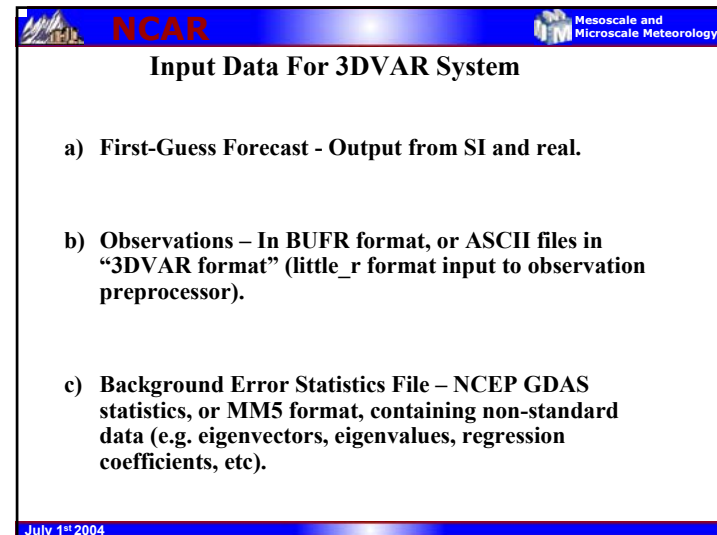 NCAR
Mesoscale and
Microscale Meteorology
Input Data For 3DVAR System
a) First-Guess Forecast - Output from SI and real.
b) Observations – In BUFR format, or ASCII files in
“3DVAR format” (little_r format input to observation
preprocessor).
c) Background Error Statistics File – NCEP GDAS
statistics, or MM5 format, containing non-standard
data (e.g. eigenvectors, eigenvalues, regression
coefficients, etc).
July 1st 2004